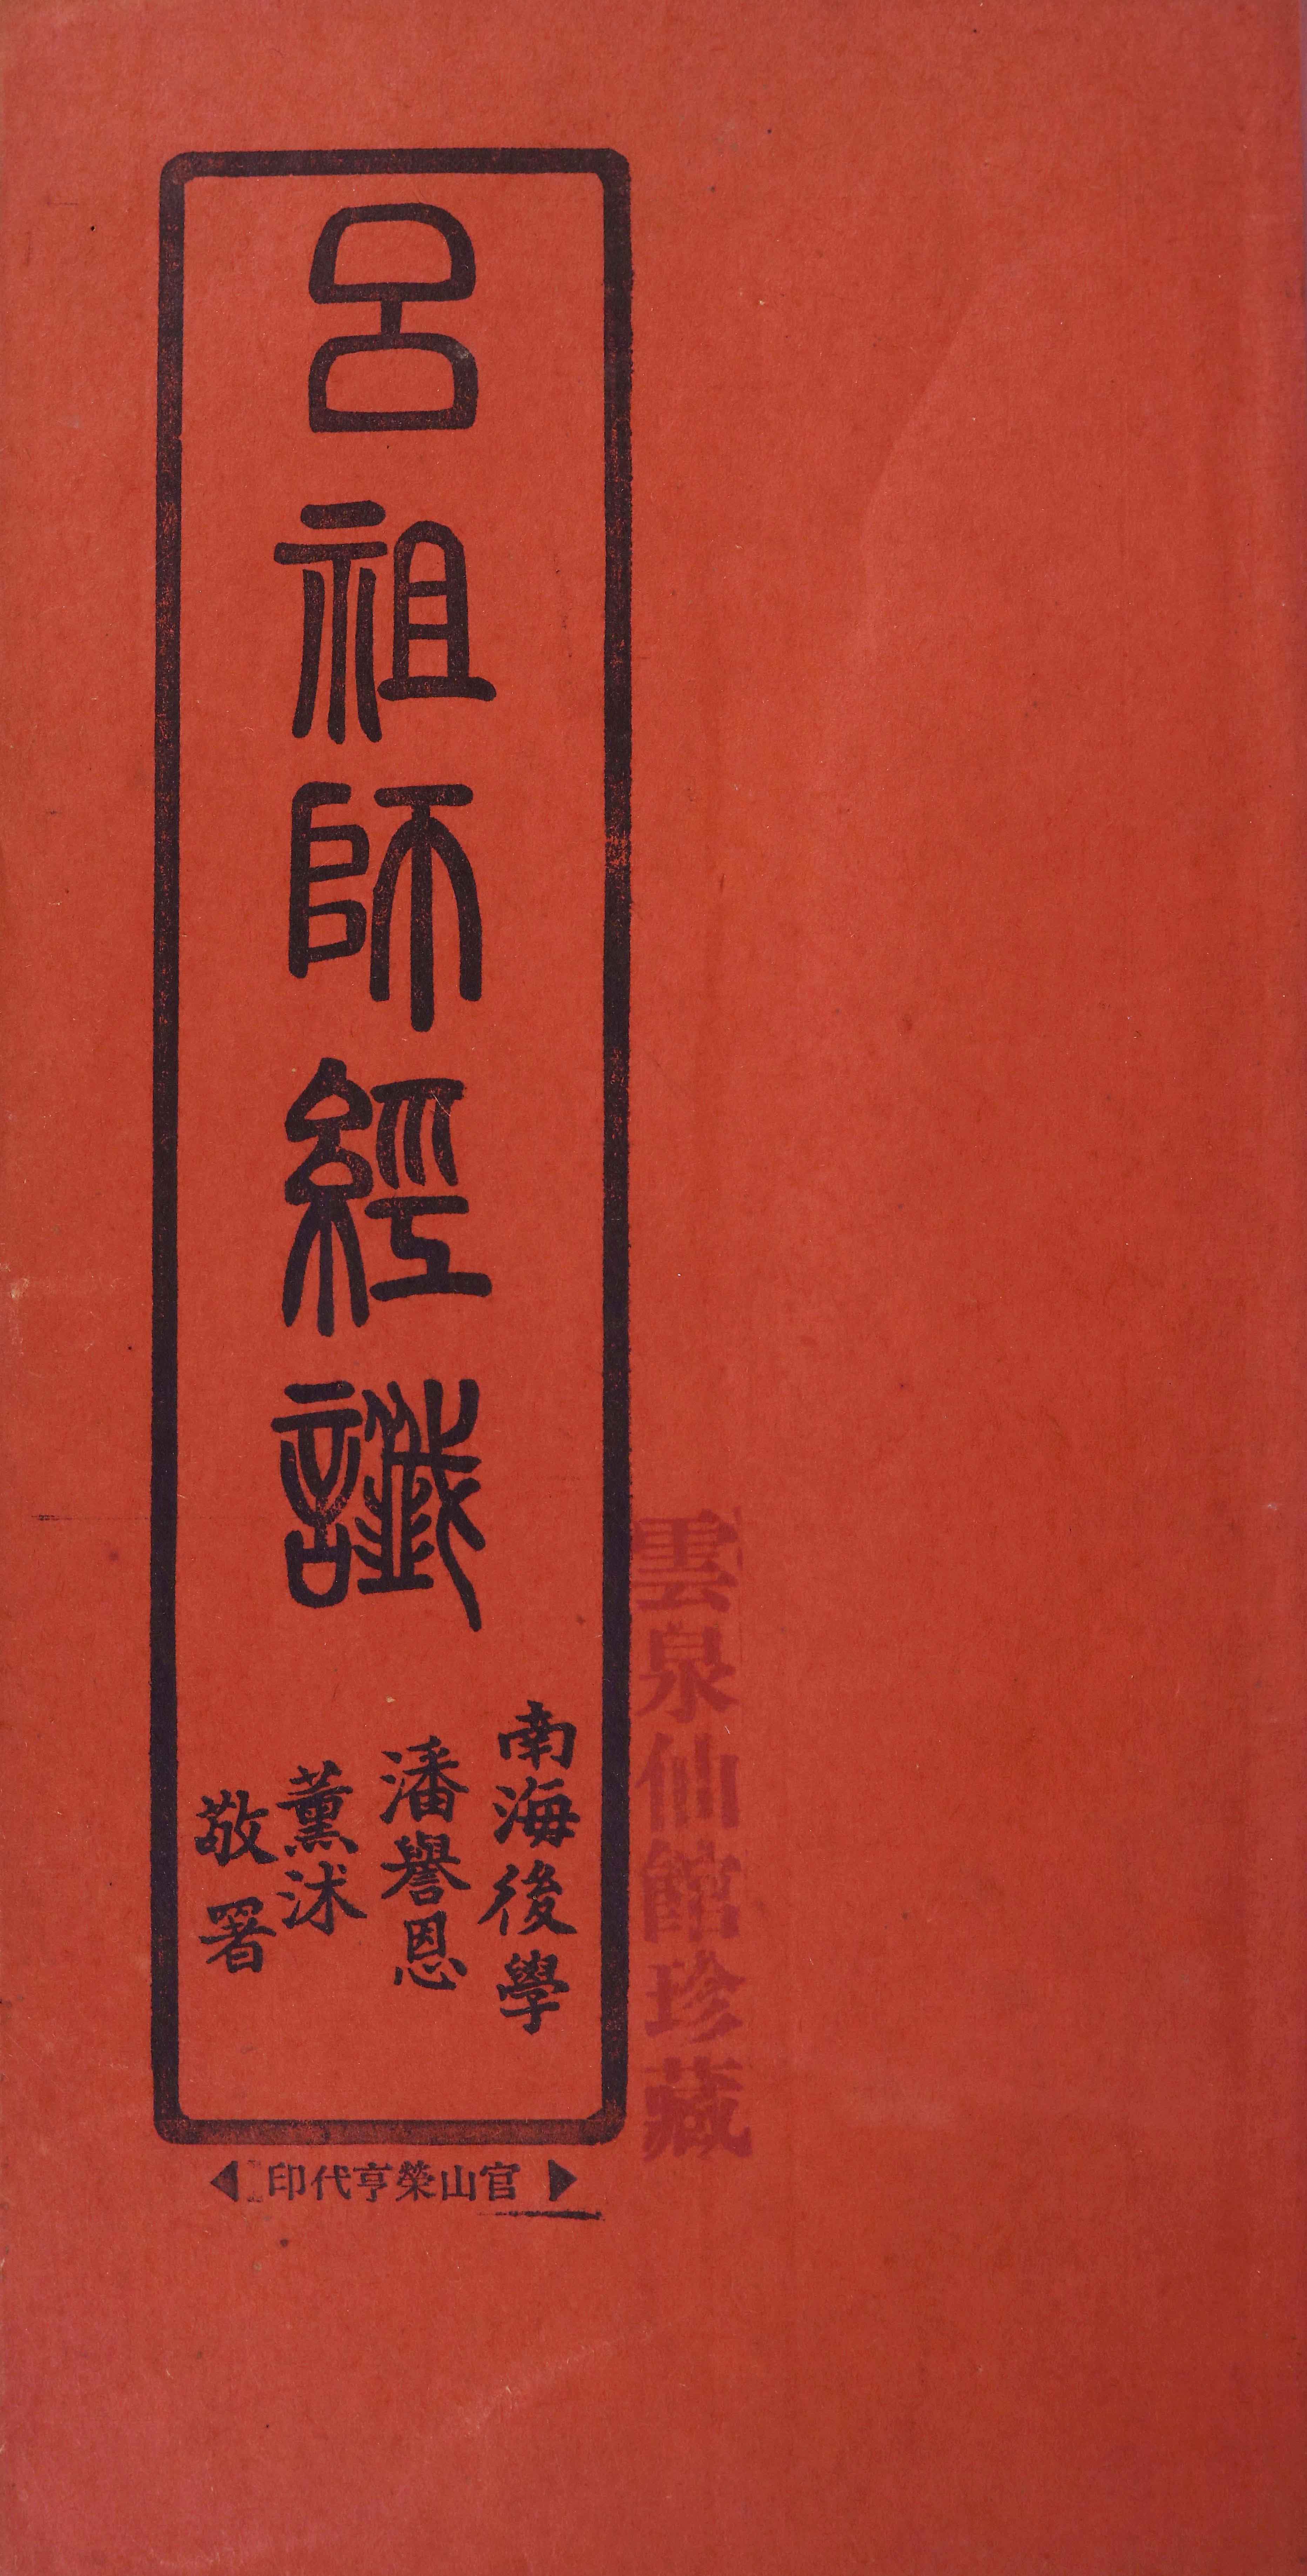 呂祖師經讖
南海後學
潘譽恩
薰沭
敬署
官山榮亨代印
雲泉仙館珍藏